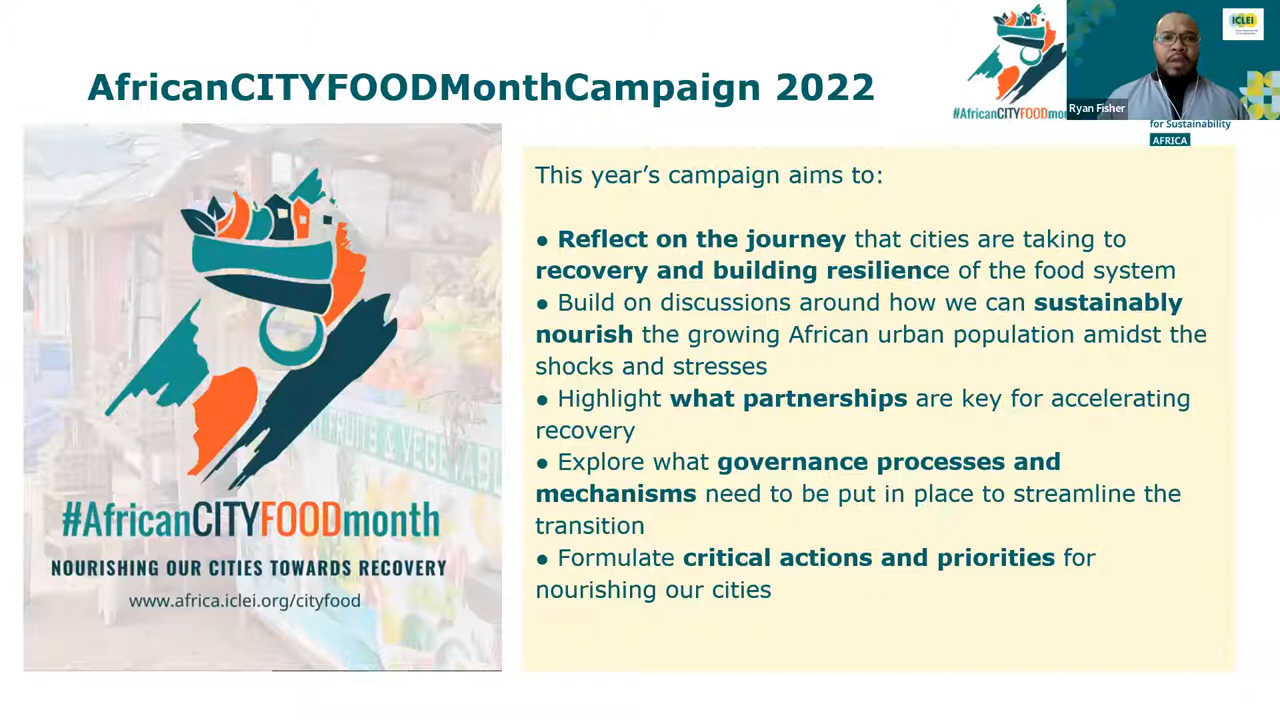 AfricanCITYFOODMonthCampaign 2022
#AfricanCITYFOODmon
Ryan Fisher
ICLEI
for Sustainability
AFRICA
This year’s campaign aims to:
● Reflect on the journey that cities are taking to
recovery and building resilience of the food system
● Build on discussions around how we can sustainably
nourish the growing African urban population amidst the
shocks and stresses
● Highlight what partnerships are key for accelerating
recovery
● Explore what governance processes and
mechanisms need to be put in place to streamline the
transition
● Formulate critical actions and priorities for
nourishing our cities
FRUITS & VEGETABL
#AfricanCITYFOODmonth
NOURISHING OUR CITIES TOWARDS RECOVERY
www.africa.iclei.org/cityfood